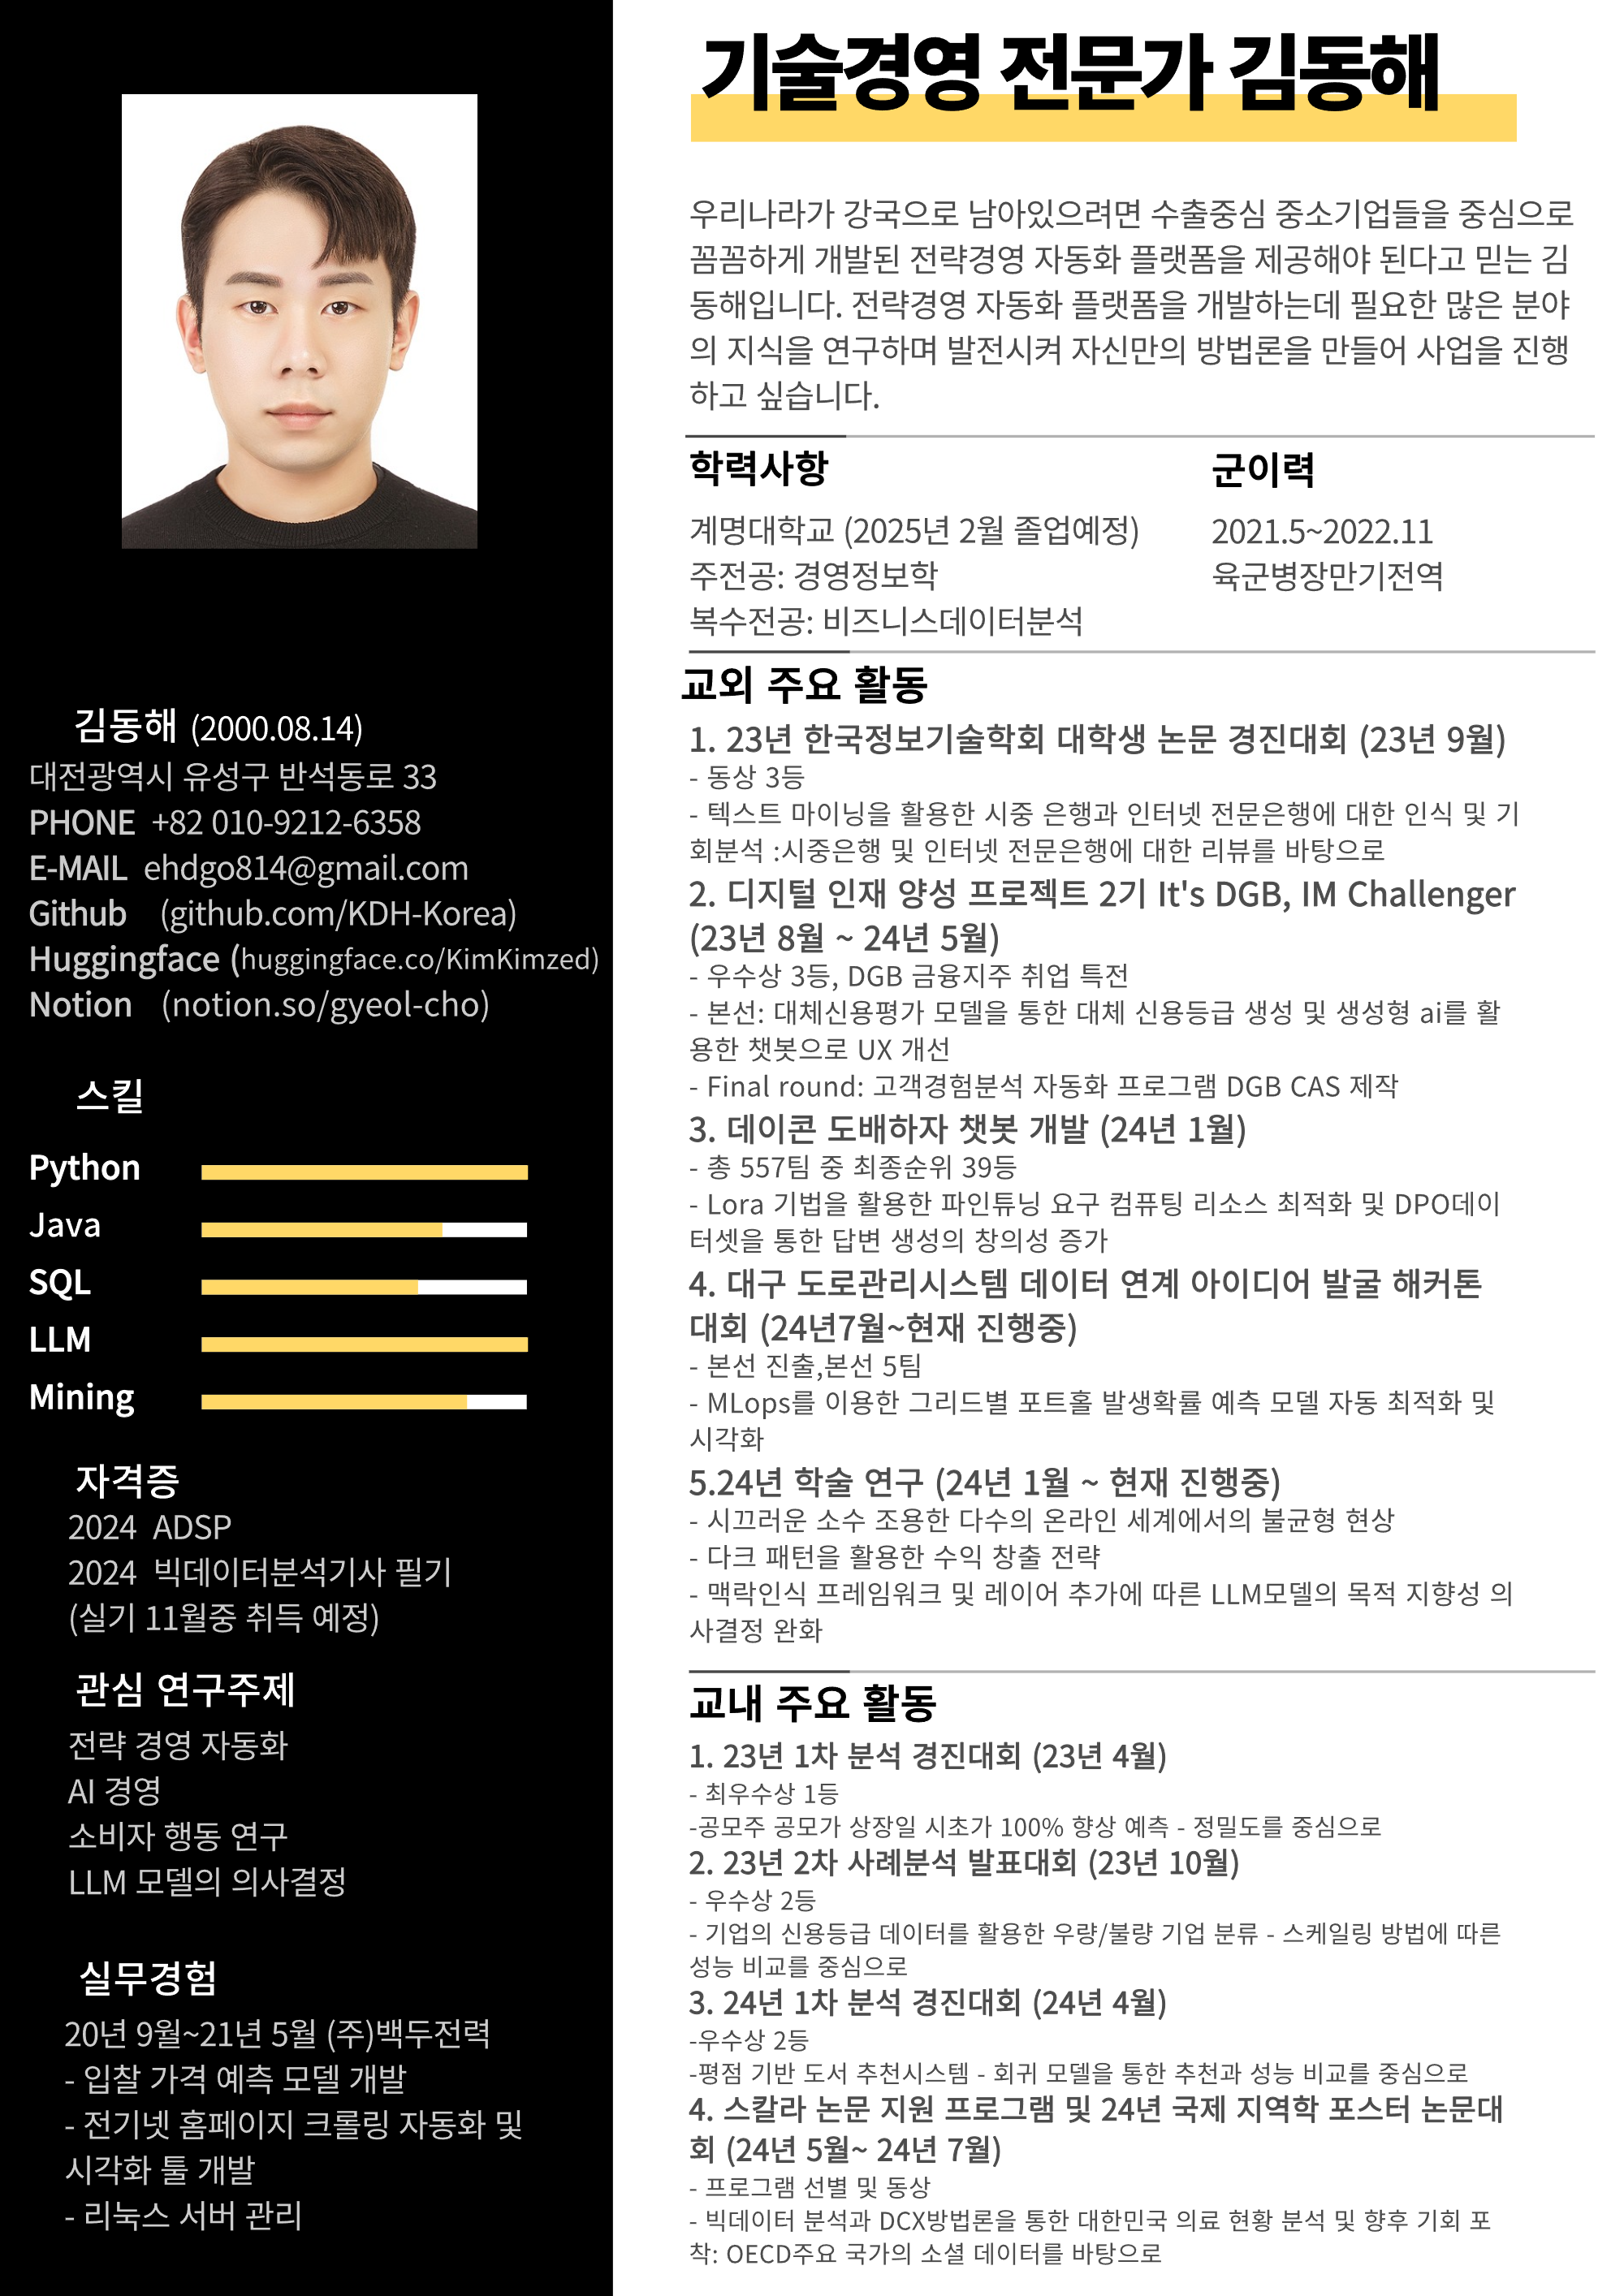 김동해 (2000.08.14)
대전광역시 유성구 반석동로 33
PHONE +82 010-9212-6358
E-MAIL ehdgo814@gmail.com
Github (github.com/KDH-Korea)
Huggingface (huggingface.co/KimKimzed)
Notion (notion.so/gyeol-cho)
스킬
Python
Java
SQL
LLM
Mining
자격증
2024 ADSP
2024 빅데이터분석기사 필기
(실기 11월중 취득 예정)
관심 연구주제
전략 경영 자동화
AI 경영
소비자 행동 연구
LLM 모델의 의사결정
실무경험
20년 9월~21년 5월 (주)백두전력
- 입찰 가격 예측 모델 개발
- 전기넷 홈페이지 크롤링 자동화 및
시각화 툴 개발
- 리눅스 서버 관리
기술경영 전문가 김동해
우리나라가 강국으로 남아있으려면 수출중심 중소기업들을 중심으로
꼼꼼하게 개발된 전략경영 자동화 플랫폼을 제공해야 된다고 믿는 김
동해입니다. 전략경영 자동화 플랫폼을 개발하는데 필요한 많은 분야
의 지식을 연구하며 발전시켜 자신만의 방법론을 만들어 사업을 진행
하고 싶습니다.
학력사항
계명대학교 (2025년 2월 졸업예정)
주전공: 경영정보학
복수전공: 비즈니스데이터분석
군이력
2021.5~2022.11
육군병장만기전역
교외 주요 활동
1. 23년 한국정보기술학회 대학생 논문 경진대회 (23년 9월)
- 동상 3등
- 텍스트 마이닝을 활용한 시중 은행과 인터넷 전문은행에 대한 인식 및 기
회분석 :시중은행 및 인터넷 전문은행에 대한 리뷰를 바탕으로
2. 디지털 인재 양성 프로젝트 2기 It's DGB, IM Challenger
(23년 8월 ~ 24년 5월)
- 우수상 3등, DGB 금융지주 취업 특전
- 본선: 대체신용평가 모델을 통한 대체 신용등급 생성 및 생성형 ai를 활
용한 챗봇으로 UX 개선
- Final round: 고객경험분석 자동화 프로그램 DGB CAS 제작
3. 데이콘 도배하자 챗봇 개발 (24년 1월)
- 총 557팀 중 최종순위 39등
- Lora 기법을 활용한 파인튜닝 요구 컴퓨팅 리소스 최적화 및 DPO데이
터셋을 통한 답변 생성의 창의성 증가
4. 대구 도로관리시스템 데이터 연계 아이디어 발굴 해커톤
대회 (24년7월~현재 진행중)
- 본선 진출,본선 5팀
- MLops를 이용한 그리드별 포트홀 발생확률 예측 모델 자동 최적화 및
시각화
5.24년 학술 연구 (24년 1월 ~ 현재 진행중)
- 시끄러운 소수 조용한 다수의 온라인 세계에서의 불균형 현상
- 다크 패턴을 활용한 수익 창출 전략
- 맥락인식 프레임워크 및 레이어 추가에 따른 LLM모델의 목적 지향성 의
사결정 완화
교내 주요 활동
1. 23년 1차 분석 경진대회 (23년 4월)
- 최우수상 1등
-공모주 공모가 상장일 시초가 100% 향상 예측 - 정밀도를 중심으로
2. 23년 2차 사례분석 발표대회 (23년 10월)
- 우수상 2등
- 기업의 신용등급 데이터를 활용한 우량/불량 기업 분류 - 스케일링 방법에 따른
성능 비교를 중심으로
3. 24년 1차 분석 경진대회 (24년 4월)
-우수상 2등
-평점 기반 도서 추천시스템 - 회귀 모델을 통한 추천과 성능 비교를 중심으로
4. 스칼라 논문 지원 프로그램 및 24년 국제 지역학 포스터 논문대
회 (24년 5월~ 24년 7월)
- 프로그램 선별 및 동상
- 빅데이터 분석과 DCX방법론을 통한 대한민국 의료 현황 분석 및 향후 기회 포
착: OECD주요 국가의 소셜 데이터를 바탕으로